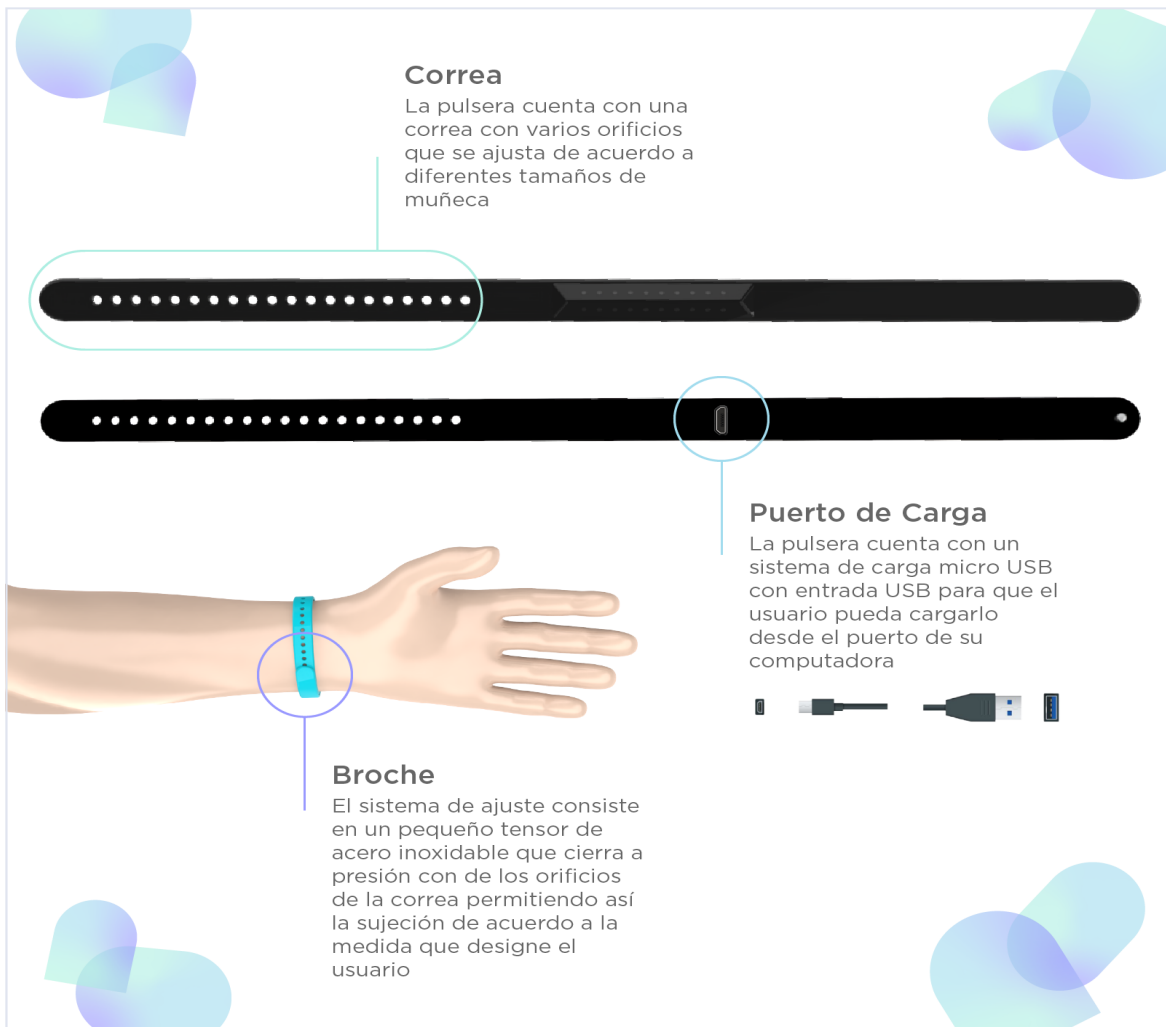 Correa
La pulsera cuenta con una
correa con varios orificios
que se ajusta de acuerdo a
diferentes tamaños de
muñeca
Puerto de Carga
La pulsera cuenta con un
sistema de carga micro USB
con entrada USB para que el
usuario pueda cargarlo
desde el puerto de su
computadora
Broche
El sistema de ajuste consiste
en un pequeño tensor de
acero inoxidable que cierra a
presión con de los orificios
de la correa permitiendo así
la sujeción de acuerdo a la
medida que designe el
usuario